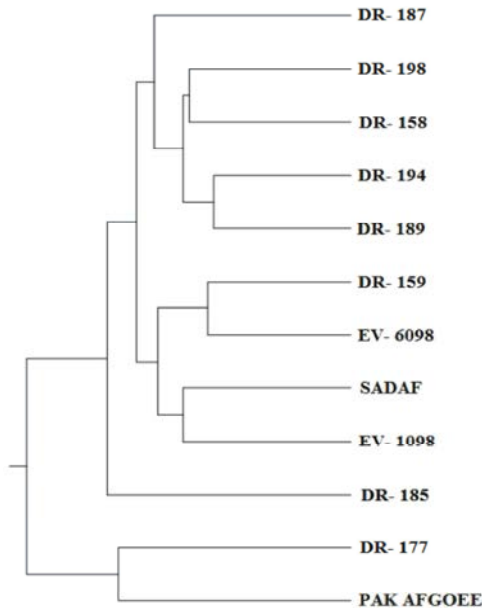 DR- 187
DR- 198
DR- 158
DR- 194
DR- 189
DR- 159
EV- 6098
SADAF
EV- 1098
DR- 185
DR- 177
PAK AFGOEE